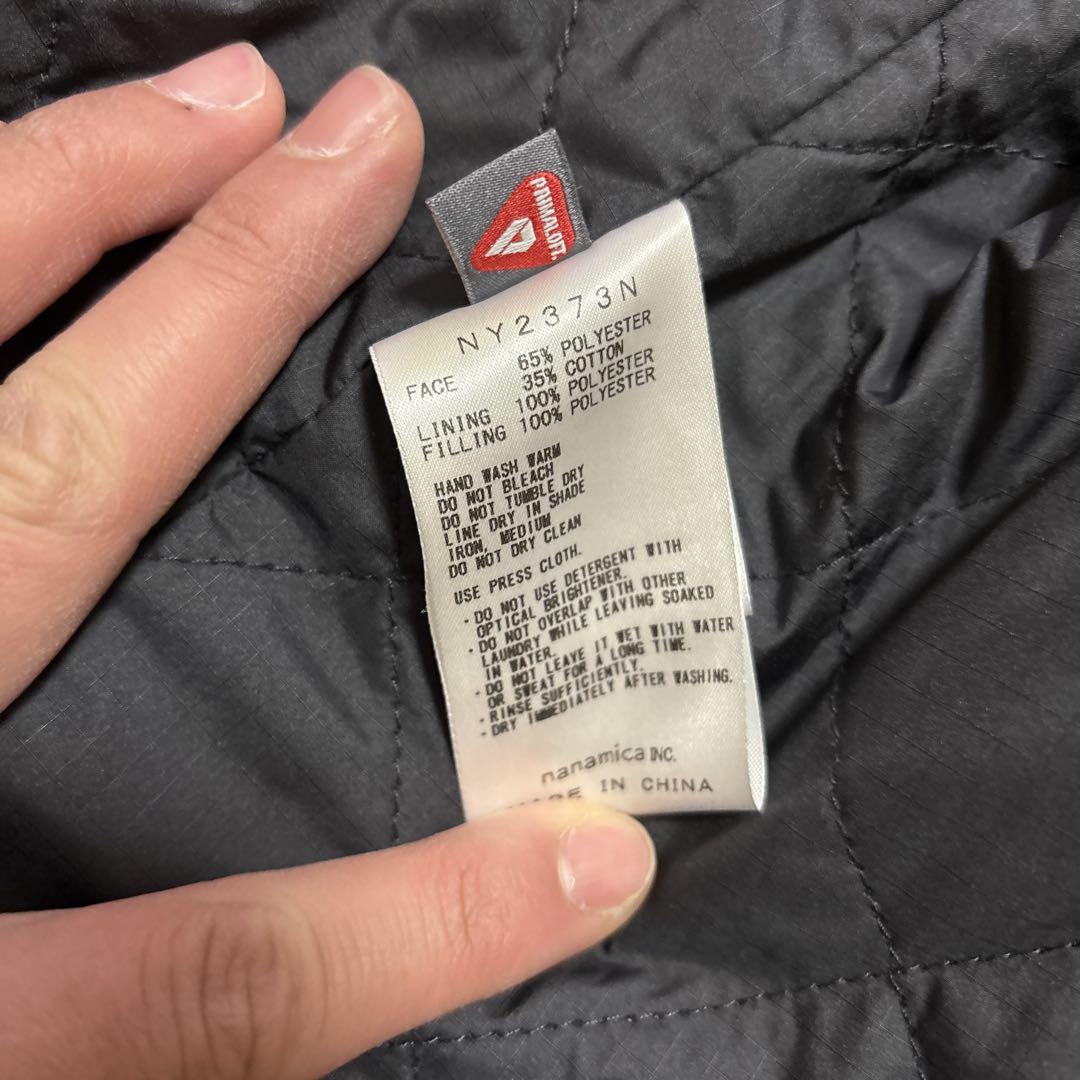 PRIMALOFT.
NY2373N
FACE 65% POLYESTER
35% COTTON
LINING 100% POLYESTER
FILLING 100% POLYESTER
HAND WASH WARM
DO NOT BLEACH
DO NOT TUMBLE DRY
LINE DRY IN SHADE
IRON, MEDIUM
DO NOT DRY CLEAN
USE PRESS CLOTH.
・DO NOT USE DETERGENT WITH
OPTICAL BRIGHTENER.
・DO NOT OVERLAP WITH OTHER
LAUNDRY WHILE LEAVING SOAKED
IN WATER.
・DO NOT LEAVE IT WET WITH WATER
OR SWEAT FOR A LONG TIME.
・RINSE SUFFICIENTLY.
・DRY IMMEDIATELY AFTER WASHING.
nanamica INC.
MADE IN CHINA